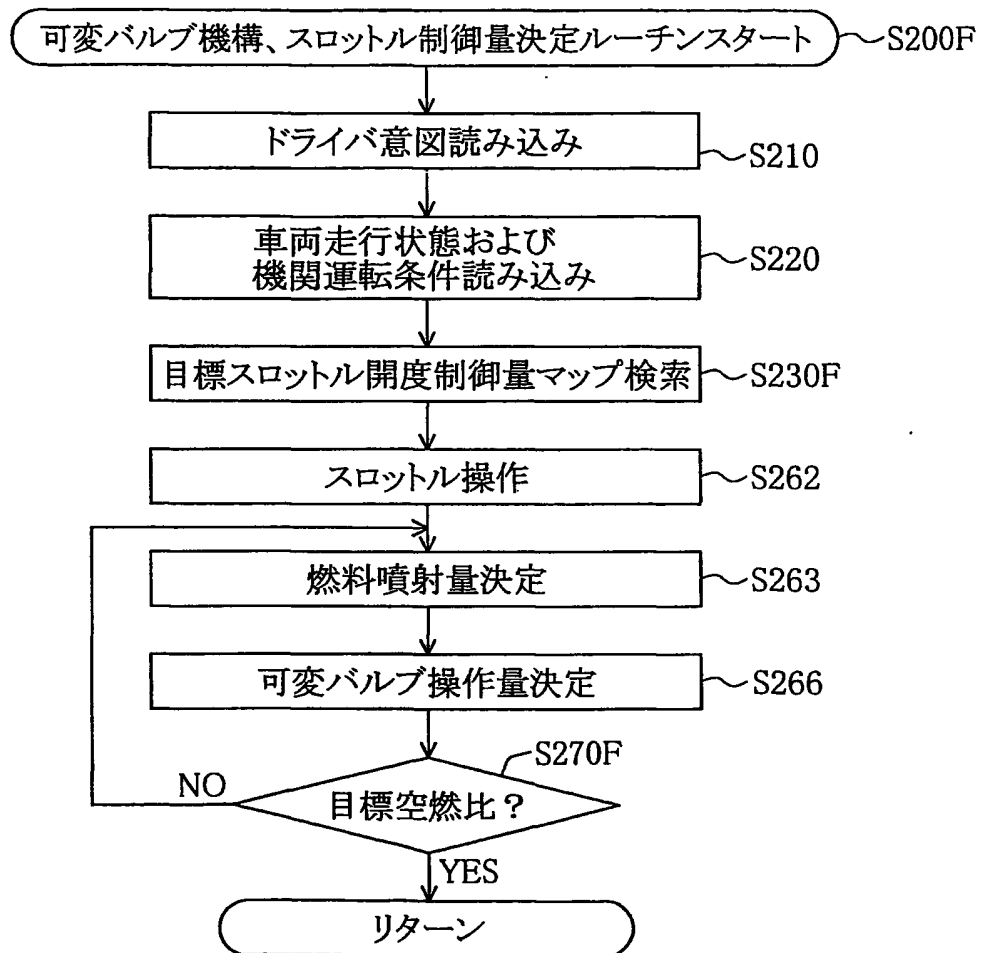 可変バルブ機構、スロットル制御量決定ルーチンスタート
S200F
ドライバ意図読み込み
S210
車両走行状態および
機関運転条件読み込み
S220
目標スロットル開度制御量マップ検索
S230F
スロットル操作
S262
燃料噴射量決定
S263
可変バルブ操作量決定
S266
S270F
NO
目標空燃比?
YES
リターン